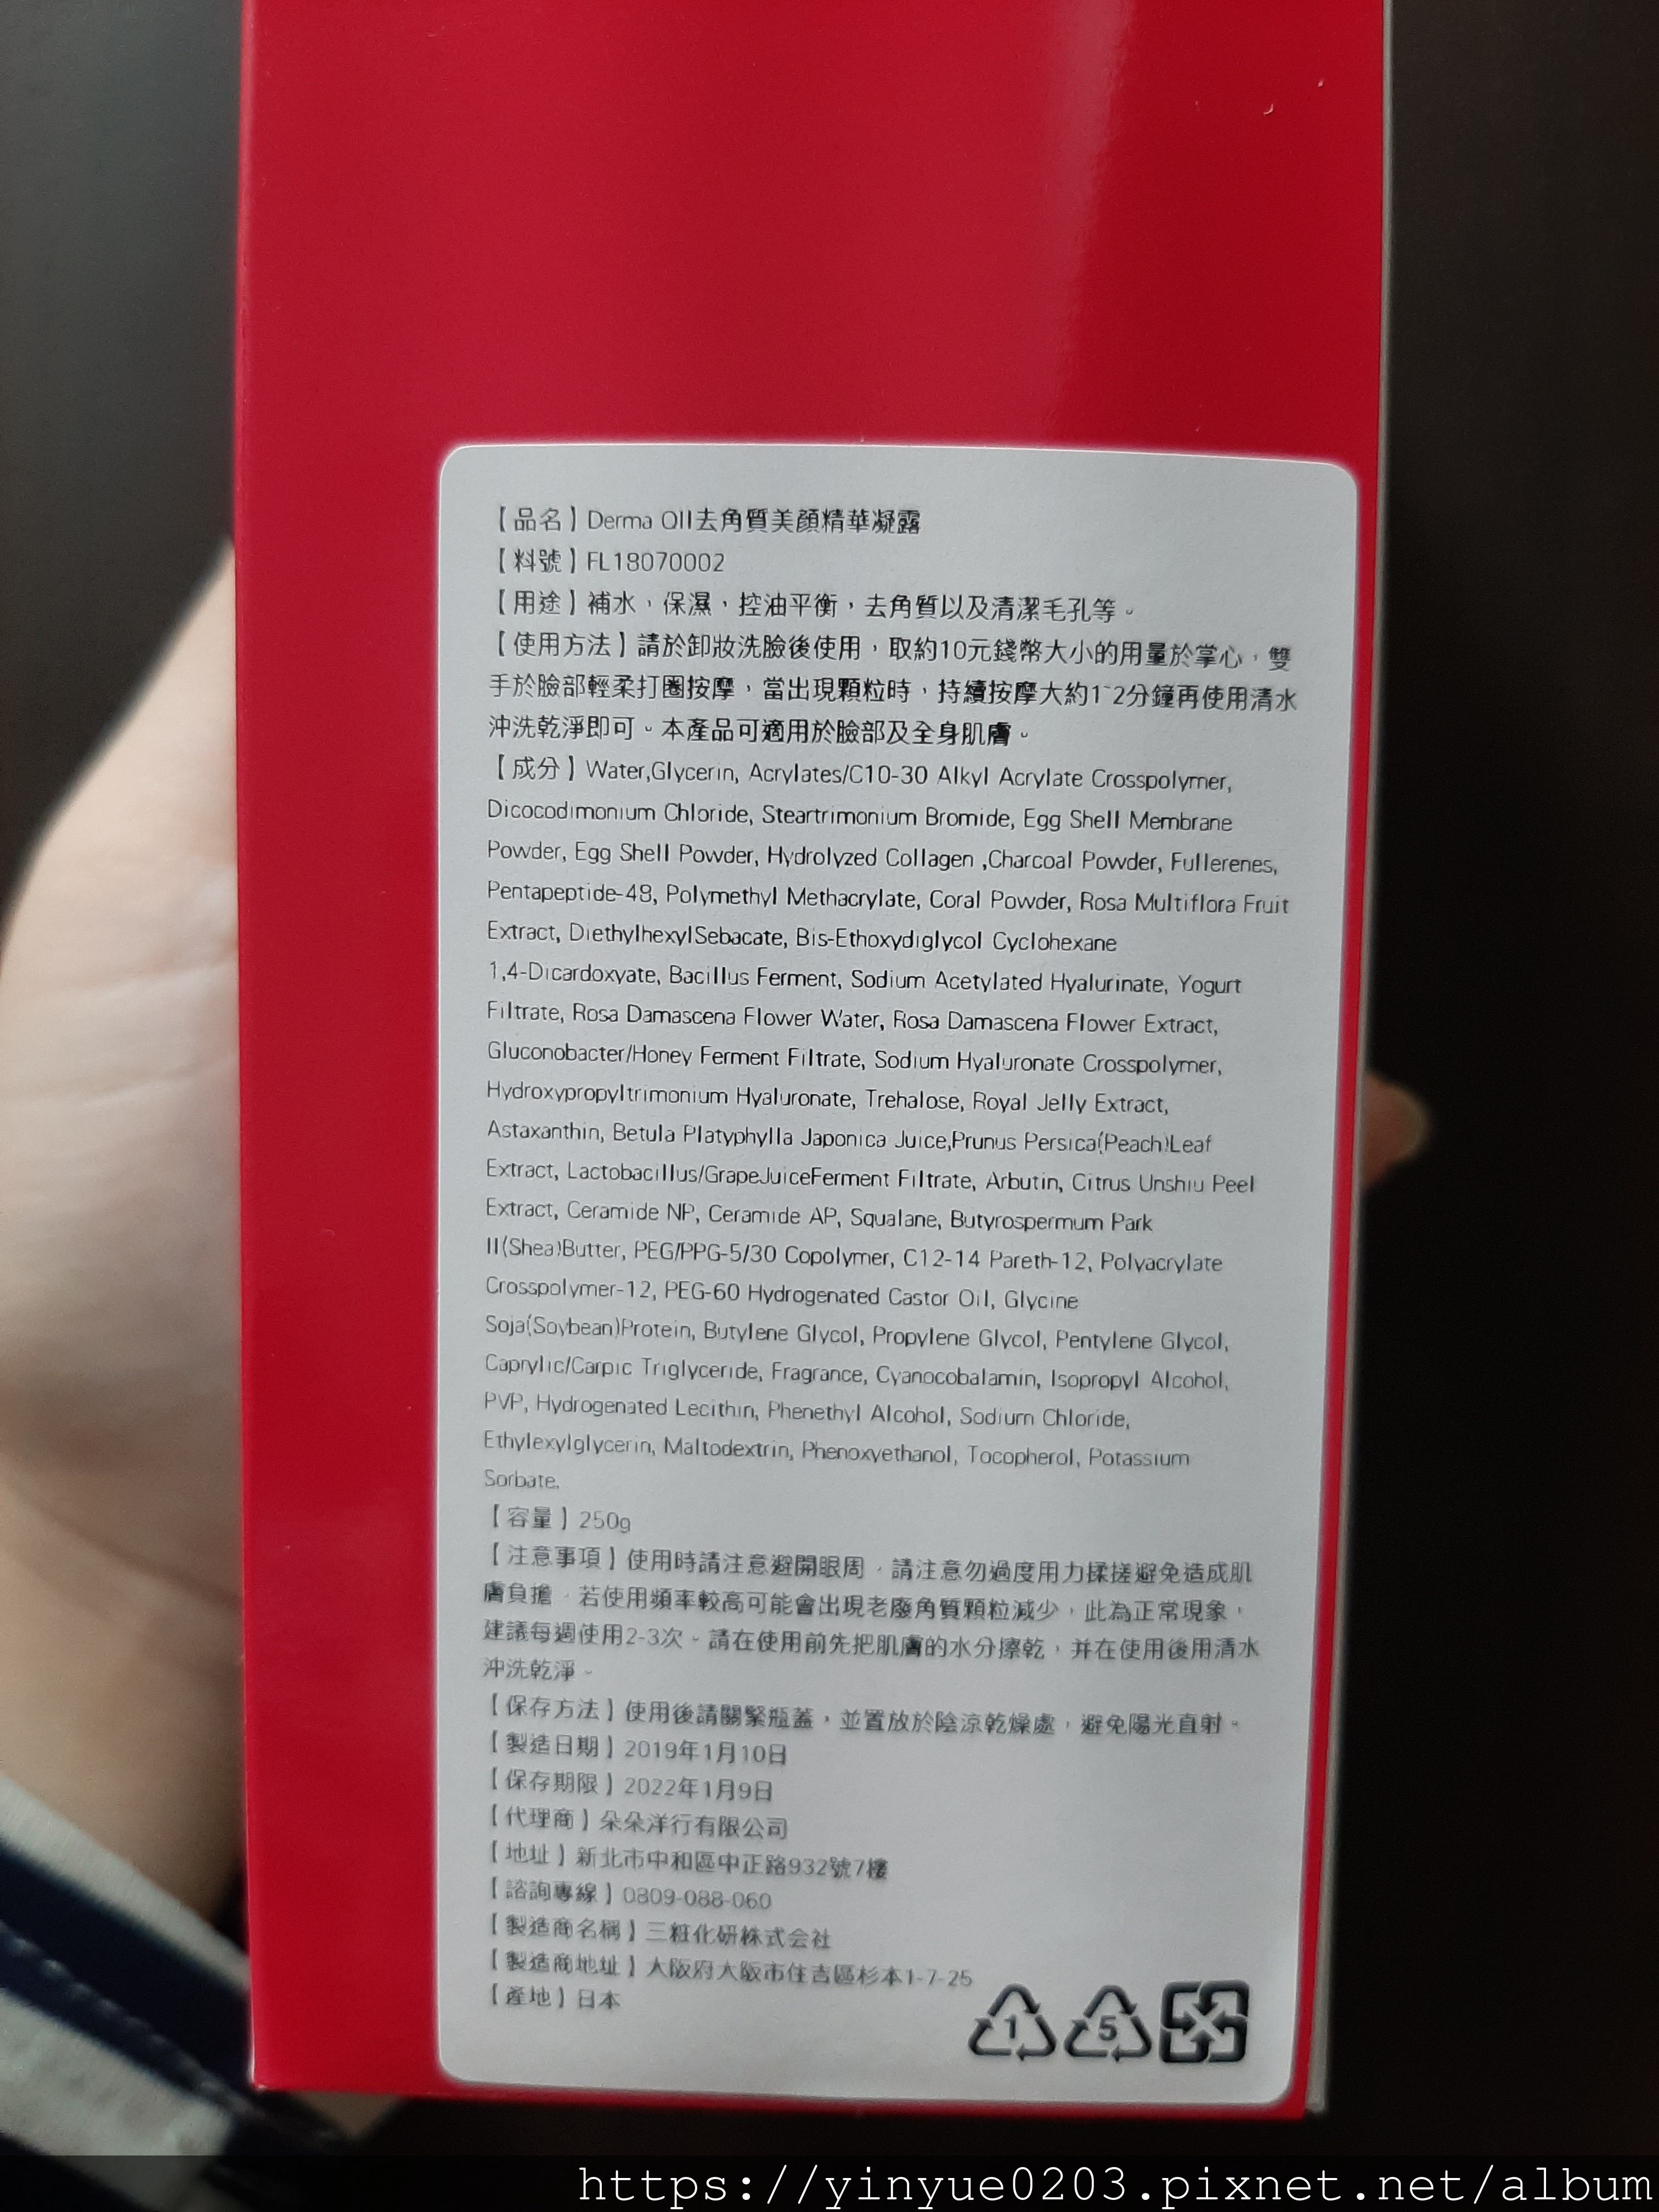 【品名】Derma QII去角質美顏精華凝露
【料號】FL18070002
【用途】補水，保濕，控油平衡，去角質以及清潔毛孔等。
【使用方法】請於卸妝洗臉後使用，取約10元錢幣大小的用量於掌心，雙
手於臉部輕柔打圈按摩，當出現顆粒時，持續按摩大約1~2分鐘再使用清水
沖洗乾淨即可。本產品可適用於臉部及全身肌膚。
【成分】Water,Glycerin, Acrylates/C10-30 Alkyl Acrylate Crosspolymer,
Dicocodimonium Chloride, Steartrimonium Bromide, Egg Shell Membrane
Powder, Egg Shell Powder, Hydrolyzed Collagen ,Charcoal Powder, Fullerenes,
Pentapeptide-48, Polymethyl Methacrylate, Coral Powder, Rosa Multiflora Fruit
Extract, DiethylhexylSebacate, Bis-Ethoxydiglycol Cyclohexane
1,4-Dicardoxyate, Bacillus Ferment, Sodium Acetylated Hyalurinate, Yogurt
Filtrate, Rosa Damascena Flower Water, Rosa Damascena Flower Extract,
Gluconobacter/Honey Ferment Filtrate, Sodium Hyaluronate Crosspolymer,
Hydroxypropyltrimonium Hyaluronate, Trehalose, Royal Jelly Extract,
Astaxanthin, Betula Platyphylla Japonica Juice,Prunus Persica(Peach)Leaf
Extract, Lactobacillus/GrapeJuiceFerment Filtrate, Arbutin, Citrus Unshiu Peel
Extract, Ceramide NP, Ceramide AP, Squalane, Butyrospermum Park
II(Shea)Butter, PEG/PPG-5/30 Copolymer, C12-14 Pareth-12, Polyacrylate
Crosspolymer-12, PEG-60 Hydrogenated Castor Oil, Glycine
Soja(Soybean)Protein, Butylene Glycol, Propylene Glycol, Pentylene Glycol,
Caprylic/Carpic Triglyceride, Fragrance, Cyanocobalamin, Isopropyl Alcohol,
PVP, Hydrogenated Lecithin, Phenethyl Alcohol, Sodium Chloride,
Ethylexylglycerin, Maltodextrin, Phenoxyethanol, Tocopherol, Potassium
Sorbate.
【容量】250g
【注意事項】使用時請注意避開眼周，請注意勿過度用力揉搓避免造成肌
膚負擔，若使用頻率較高可能會出現老廢角質顆粒減少，此為正常現象，
建議每週使用2-3次。請在使用前先把肌膚的水分擦乾，并在使用後用清水
沖洗乾淨。
【保存方法】使用後請關緊瓶蓋，並置放於陰涼乾燥處，避免陽光直射。
【製造日期】2019年1月10日
【保存期限】2022年1月9日
【代理商】朵朵洋行有限公司
【地址】新北市中和區中正路932號7樓
【諮詢專線】0809-088-060
【製造商名稱】三粧化研株式会社
【製造商地址】大阪府大阪市住吉區杉本1-7-25
【產地】日本
1 5
https://yinyue0203.pixnet.net/album